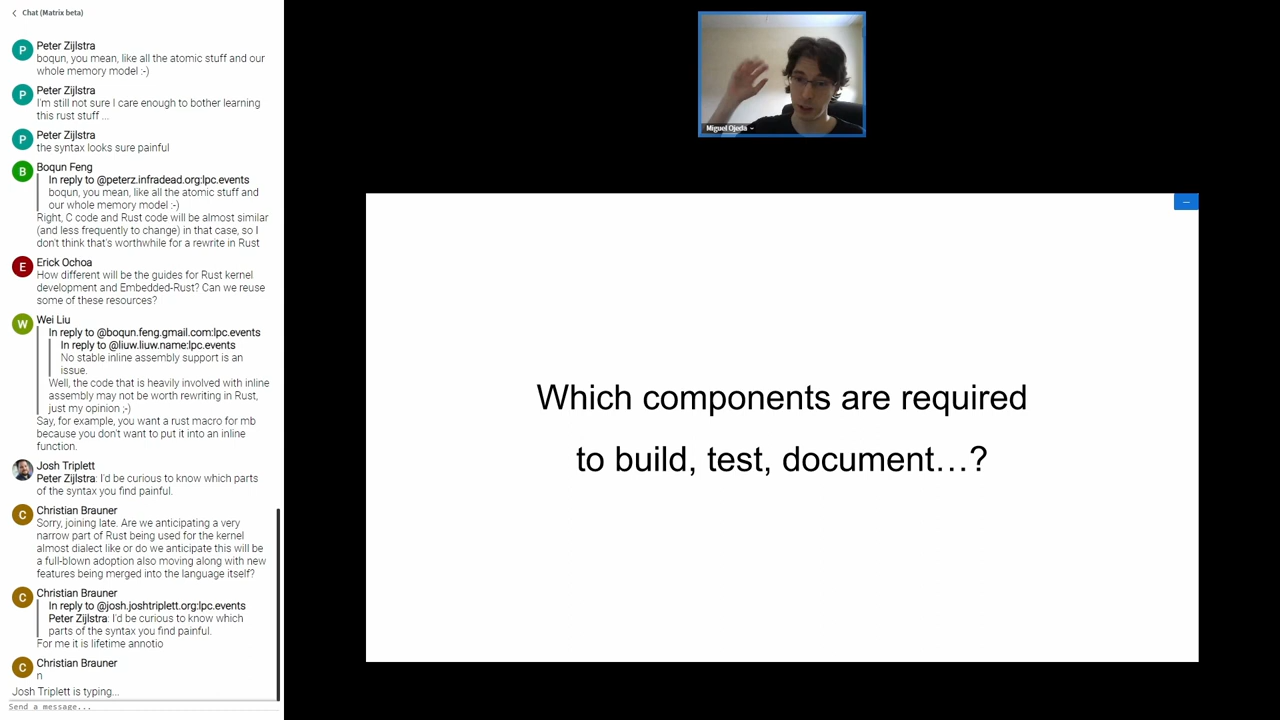 Chat (Matrix beta)
P
Peter Zijlstra
boqun, you mean, like all the atomic stuff and our
whole memory model :-)
P
Peter Zijlstra
I'm still not sure I care enough to bother learning
this rust stuff ...
P
Peter Zijlstra
the syntax looks sure painful
B
Boqun Feng
In reply to @peterz.infradead.org:lpc.events
boqun, you mean, like all the atomic stuff and
our whole memory model :-)
Right, C code and Rust code will be almost similar
(and less frequently to change) in that case, so I
don't think that's worthwhile for a rewrite in Rust
E
Erick Ochoa
How different will be the guides for Rust kernel
development and Embedded-Rust? Can we reuse
some of these resources?
W
Wei Liu
In reply to @boqun.feng.gmail.com:lpc.events
In reply to @liuw.liuw.name:lpc.events
No stable inline assembly support is an
issue.
Well, the code that is heavily involved with inline
assembly may not be worth rewriting in Rust,
just my opinion ;-)
Say, for example, you want a rust macro for mb
because you don't want to put it into an inline
function.
Josh Triplett
Peter Zijlstra: I'd be curious to know which parts
of the syntax you find painful.
C
Christian Brauner
Sorry, joining late. Are we anticipating a very
narrow part of Rust being used for the kernel
almost dialect like or do we anticipate this will be
a full-blown adoption also moving along with new
features being merged into the language itself?
C
Christian Brauner
In reply to @josh.joshtriplett.org:lpc.events
Peter Zijlstra: I'd be curious to know which
parts of the syntax you find painful.
For me it is lifetime annotio
C
Christian Brauner
n
Josh Triplett is typing...
Send a message...
Miguel Ojeda
Which components are required
to build, test, document…?